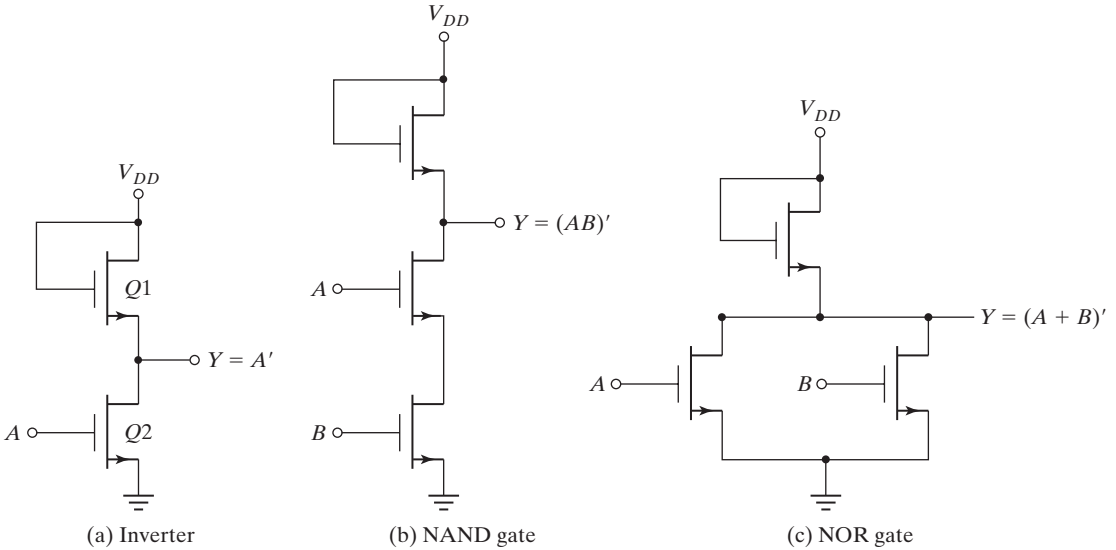 V_DD
Q1
Y = A′
A
Q2
(a) Inverter
V_DD
Y = (AB)′
A
B
(b) NAND gate
V_DD
Y = (A + B)′
A
B
(c) NOR gate